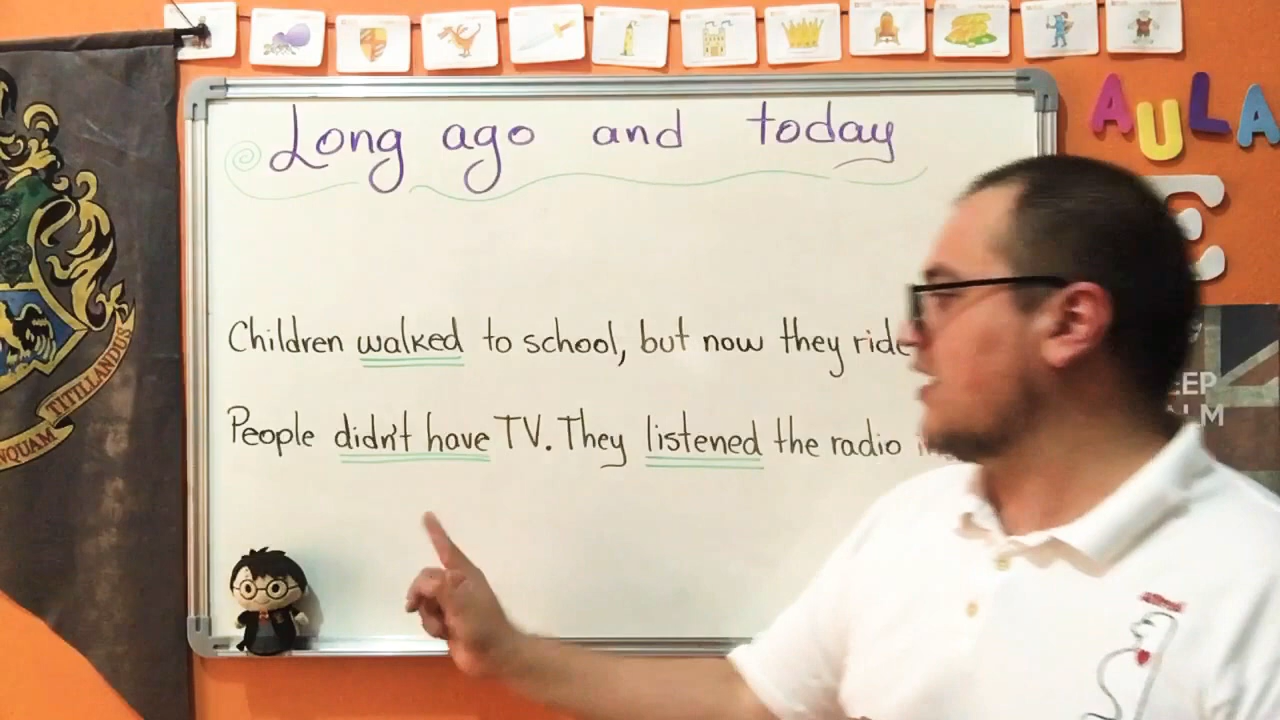 Long ago and today
AULA
E
Children walked to school, but now they ride
People didn't have TV. They listened the radio
TITILLANDUS